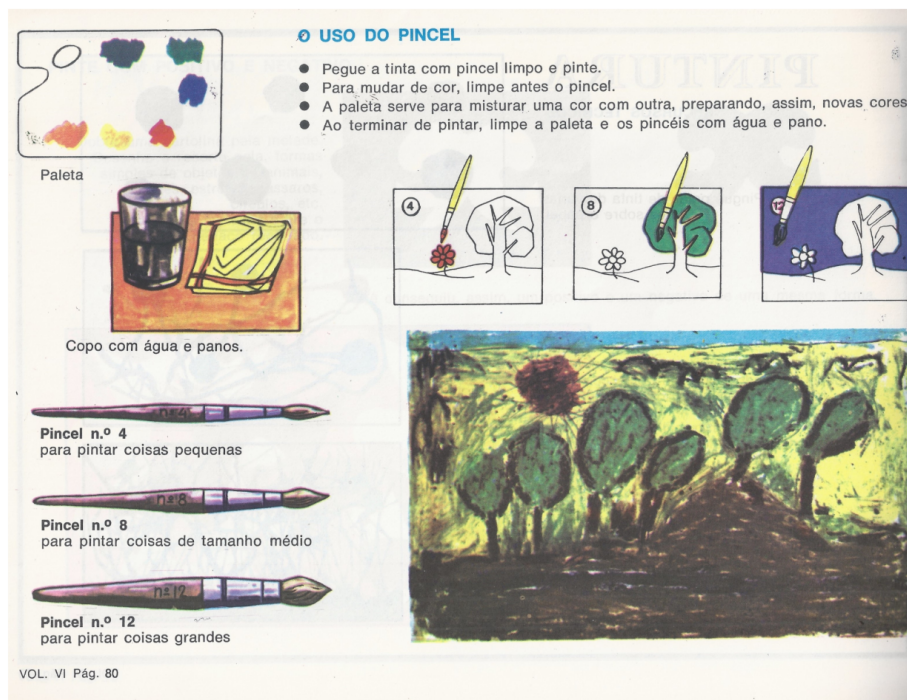 O USO DO PINCEL
● Pegue a tinta com pincel limpo e pinte.
● Para mudar de cor, limpe antes o pincel.
● A paleta serve para misturar uma cor com outra, preparando, assim, novas cores
● Ao terminar de pintar, limpe a paleta e os pincéis com água e pano.
Paleta
4
8
12
Copo com água e panos.
nº 4
Pincel n.º 4
para pintar coisas pequenas
nº 8
Pincel n.º 8
para pintar coisas de tamanho médio
nº 12
Pincel n.º 12
para pintar coisas grandes
VOL. VI Pág. 80